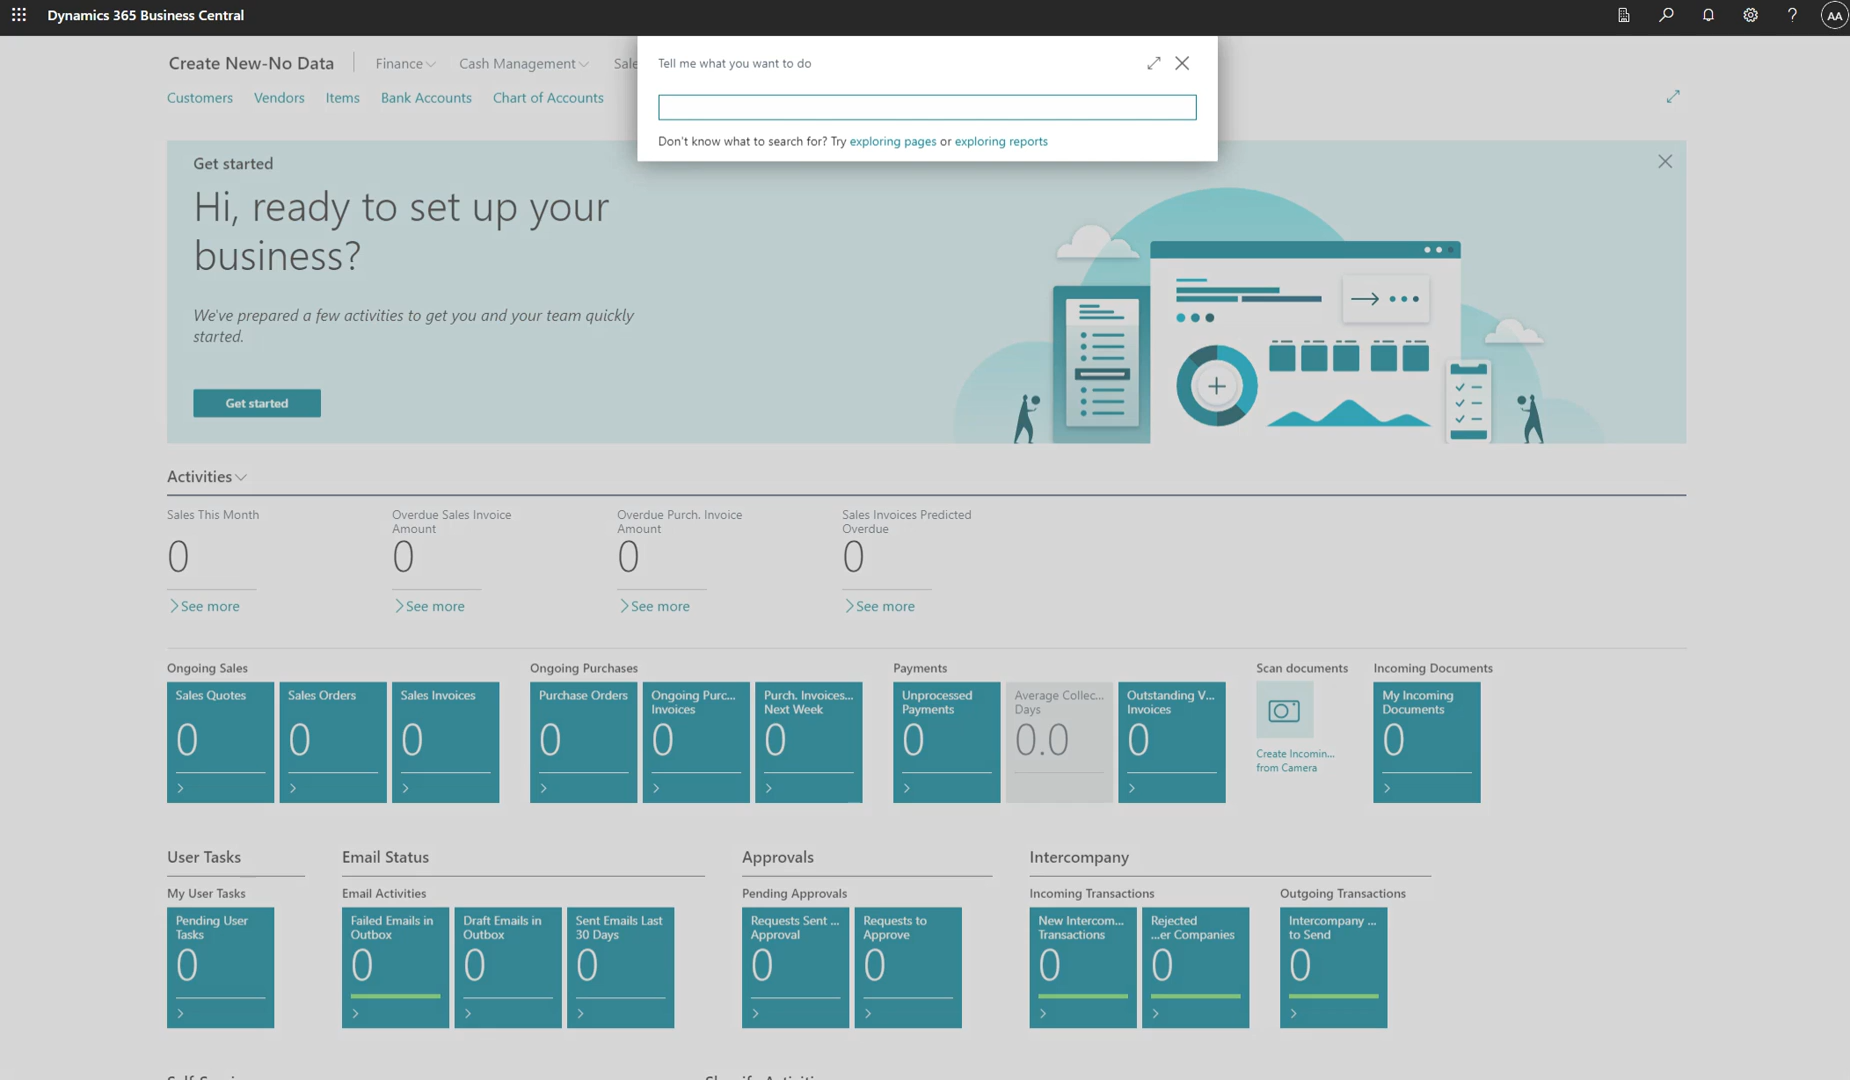 Dynamics 365 Business Central
AA
Create New-No Data
Finance
Cash Management
Sale
Tell me what you want to do
Customers
Vendors
Items
Bank Accounts
Chart of Accounts
Don't know what to search for? Try exploring pages or exploring reports
Get started
Hi, ready to set up your
business?
We've prepared a few activities to get you and your team quickly
started.
Get started
Activities
Sales This Month
0
See more
Overdue Sales Invoice
Amount
0
See more
Overdue Purch. Invoice
Amount
0
See more
Sales Invoices Predicted
Overdue
0
See more
Ongoing Sales
Sales Quotes
0
Sales Orders
0
Sales Invoices
0
Ongoing Purchases
Purchase Orders
0
Ongoing Purc...
Invoices
0
Purch. Invoices...
Next Week
0
Payments
Unprocessed
Payments
0
Average Collec...
Days
0.0
Outstanding V...
Invoices
0
Scan documents
Create Incomin...
from Camera
Incoming Documents
My Incoming
Documents
0
User Tasks
My User Tasks
Pending User
Tasks
0
Email Status
Email Activities
Failed Emails in
Outbox
0
Draft Emails in
Outbox
0
Sent Emails Last
30 Days
0
Approvals
Pending Approvals
Requests Sent ...
Approval
0
Requests to
Approve
0
Intercompany
Incoming Transactions
New Intercom...
Transactions
0
Rejected
...er Companies
0
Outgoing Transactions
Intercompany ...
to Send
0